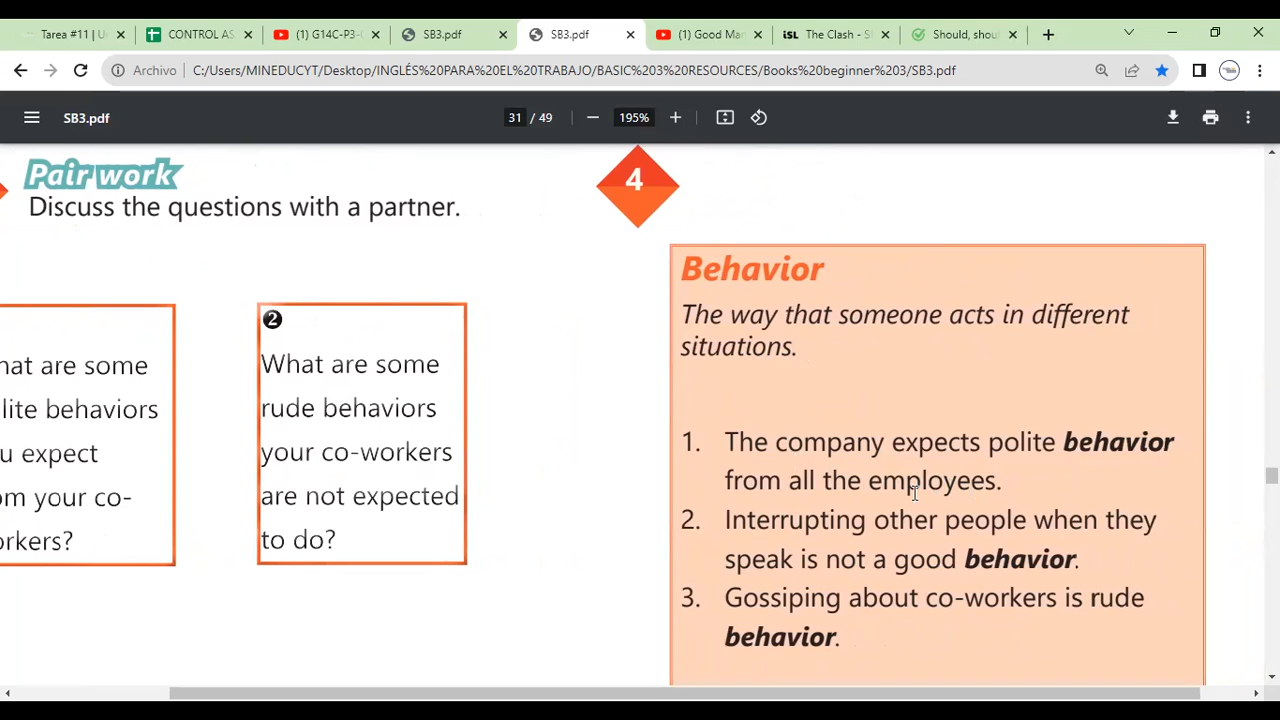 Tarea #11 | U
CONTROL AS
(1) G14C-P3-
SB3.pdf
SB3.pdf
(1) Good Ma
iSL
The Clash - S
Should, shou
Archivo
C:/Users/MINEDUCYT/Desktop/INGLÉS%20PARA%20EL%20TRABAJO/BASIC%203%20RESOURCES/Books%20beginner%203/SB3.pdf
SB3.pdf
31 / 49
195%
Pair work
Discuss the questions with a partner.
4
hat are some
lite behaviors
u expect
om your co-
orkers?
2
What are some
rude behaviors
your co-workers
are not expected
to do?
Behavior
The way that someone acts in different
situations.
1. The company expects polite behavior
from all the employees.
2. Interrupting other people when they
speak is not a good behavior.
3. Gossiping about co-workers is rude
behavior.